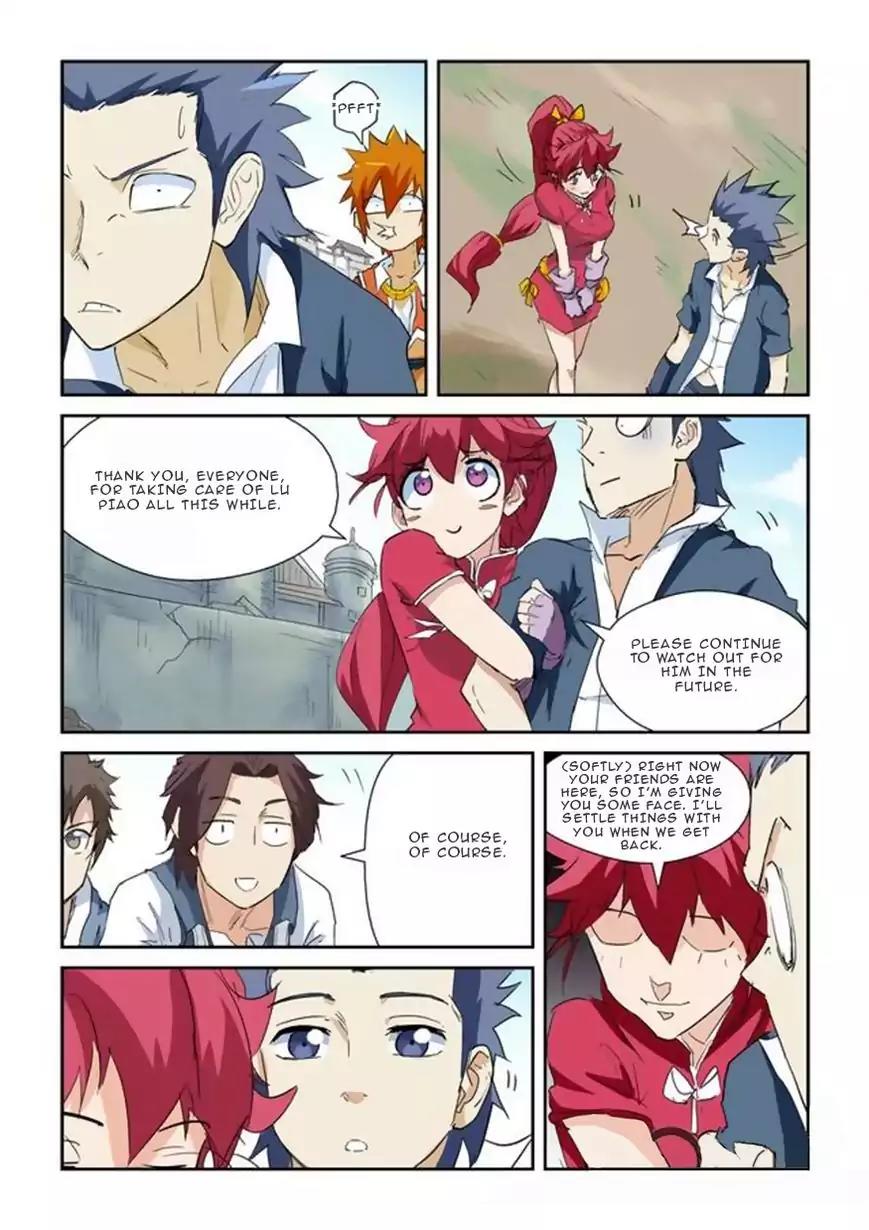 *PFFT*
THANK YOU, EVERYONE,
FOR TAKING CARE OF LU
PIAO ALL THIS WHILE.
PLEASE CONTINUE
TO WATCH OUT FOR
HIM IN THE
FUTURE.
OF COURSE,
OF COURSE.
(SOFTLY) RIGHT NOW
YOUR FRIENDS ARE
HERE, SO I'M GIVING
YOU SOME FACE. I'LL
SETTLE THINGS WITH
YOU WHEN WE GET
BACK.